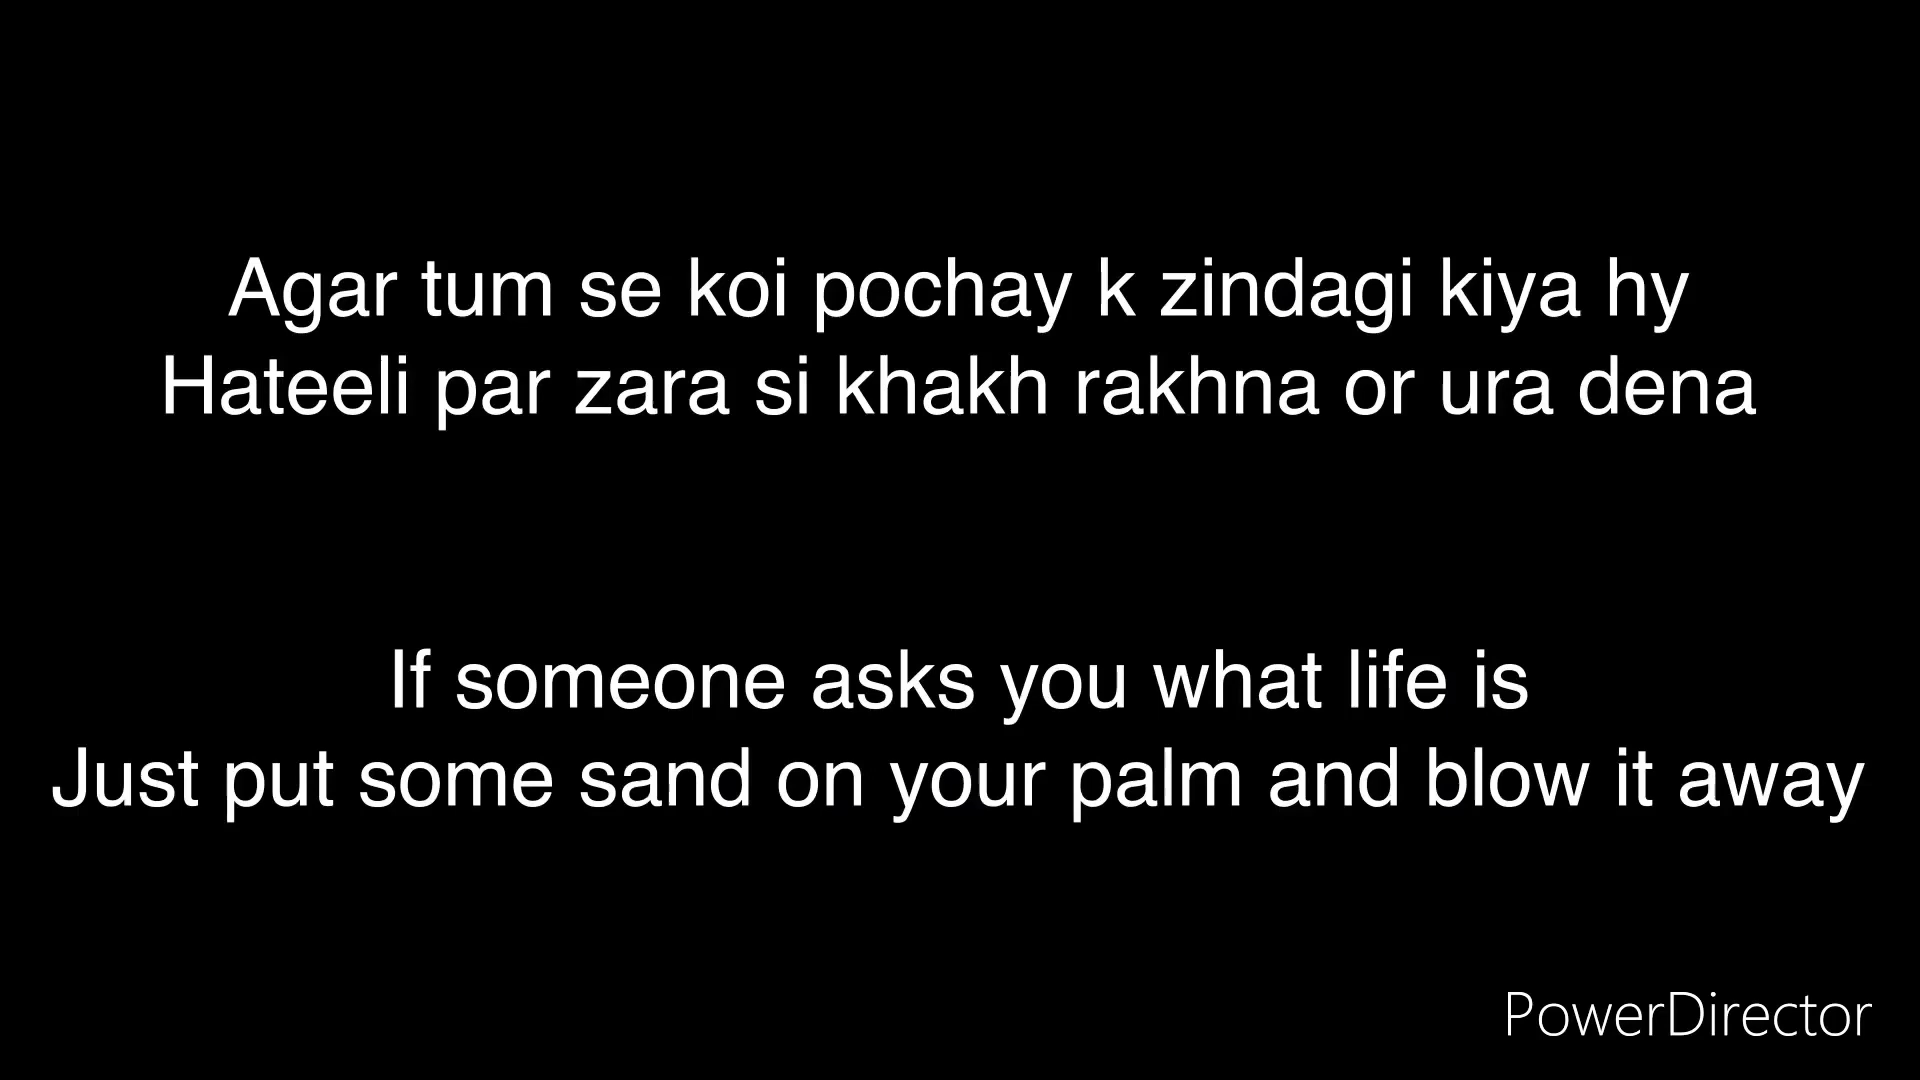 Agar tum se koi pochay k zindagi kiya hy
Hateeli par zara si khakh rakhna or ura dena
If someone asks you what life is
Just put some sand on your palm and blow it away
PowerDirector